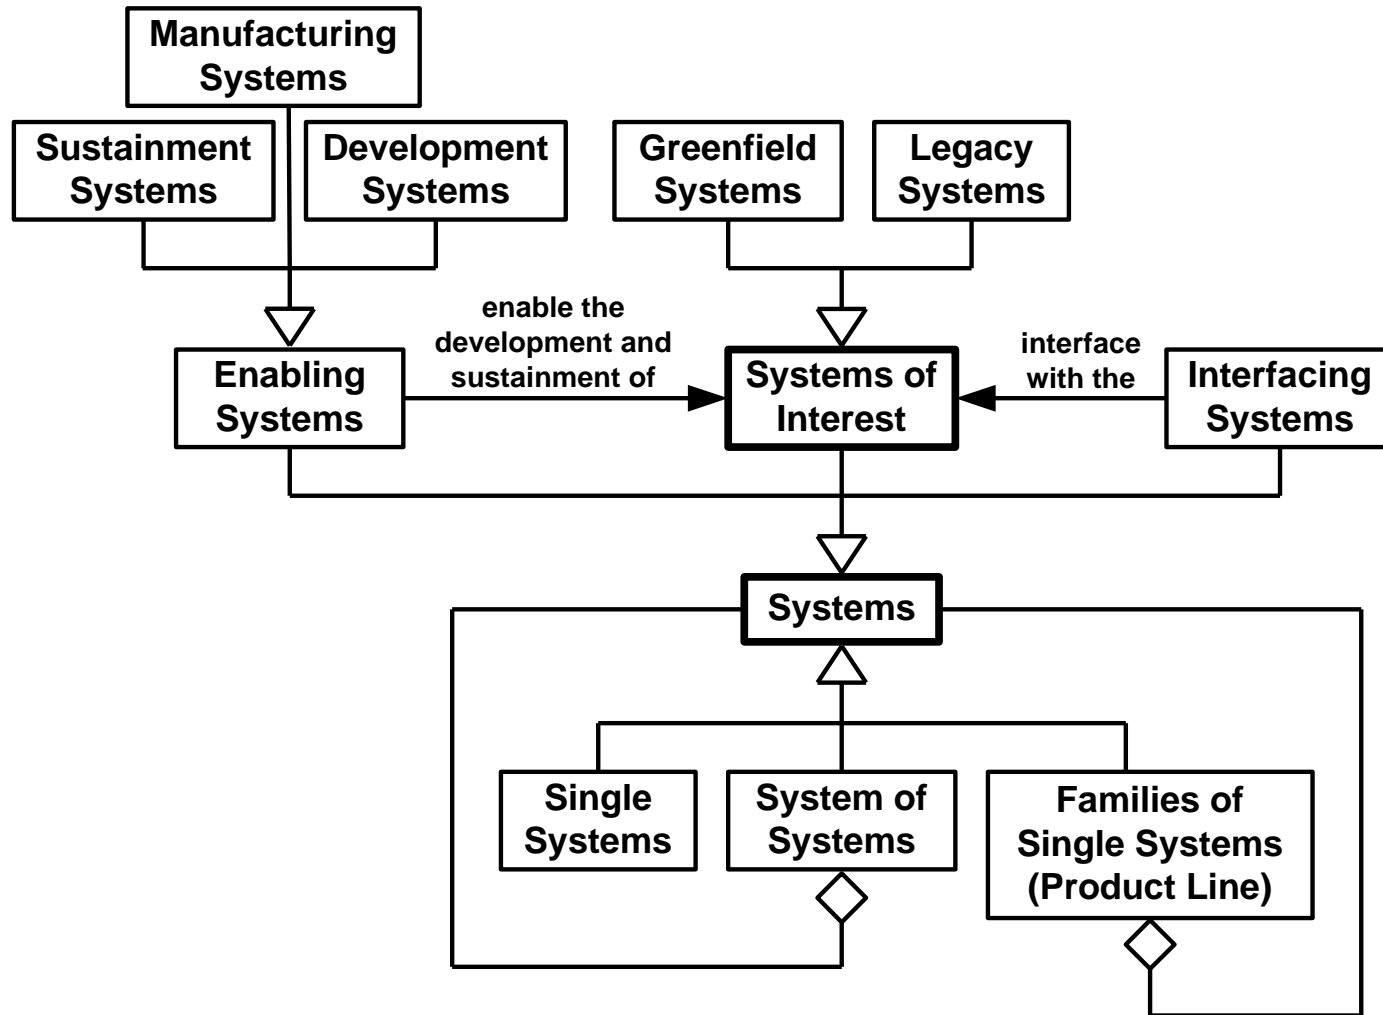 Manufacturing
Systems
Sustainment
Systems
Development
Systems
Greenfield
Systems
Legacy
Systems
enable the
development and
sustainment of
Enabling
Systems
Systems of
Interest
interface
with the
Interfacing
Systems
Systems
Single
Systems
System of
Systems
Families of
Single Systems
(Product Line)